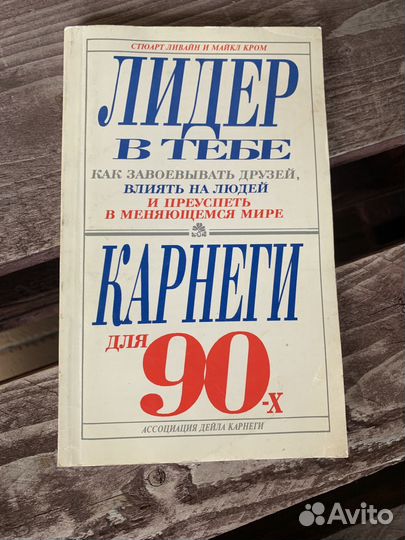 СТЮАРТ ЛИВАЙН И МАЙКЛ КРОМ
ЛИДЕР
В ТЕБЕ
КАК ЗАВОЕВЫВАТЬ ДРУЗЕЙ,
ВЛИЯТЬ НА ЛЮДЕЙ
И ПРЕУСПЕТЬ
В МЕНЯЮЩЕМСЯ МИРЕ
КАРНЕГИ
ДЛЯ
90-х
АССОЦИАЦИЯ ДЕЙЛА КАРНЕГИ
Avito